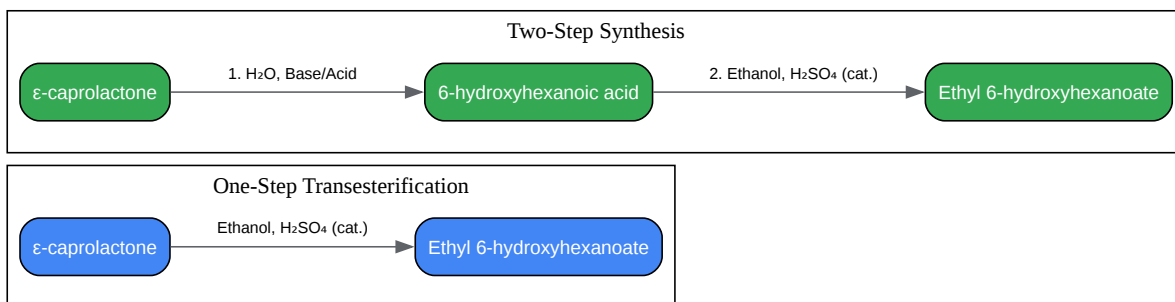 Two-Step Synthesis
ε-caprolactone
1. H₂O, Base/Acid
6-hydroxyhexanoic acid
2. Ethanol, H₂SO₄ (cat.)
Ethyl 6-hydroxyhexanoate
One-Step Transesterification
ε-caprolactone
Ethanol, H₂SO₄ (cat.)
Ethyl 6-hydroxyhexanoate